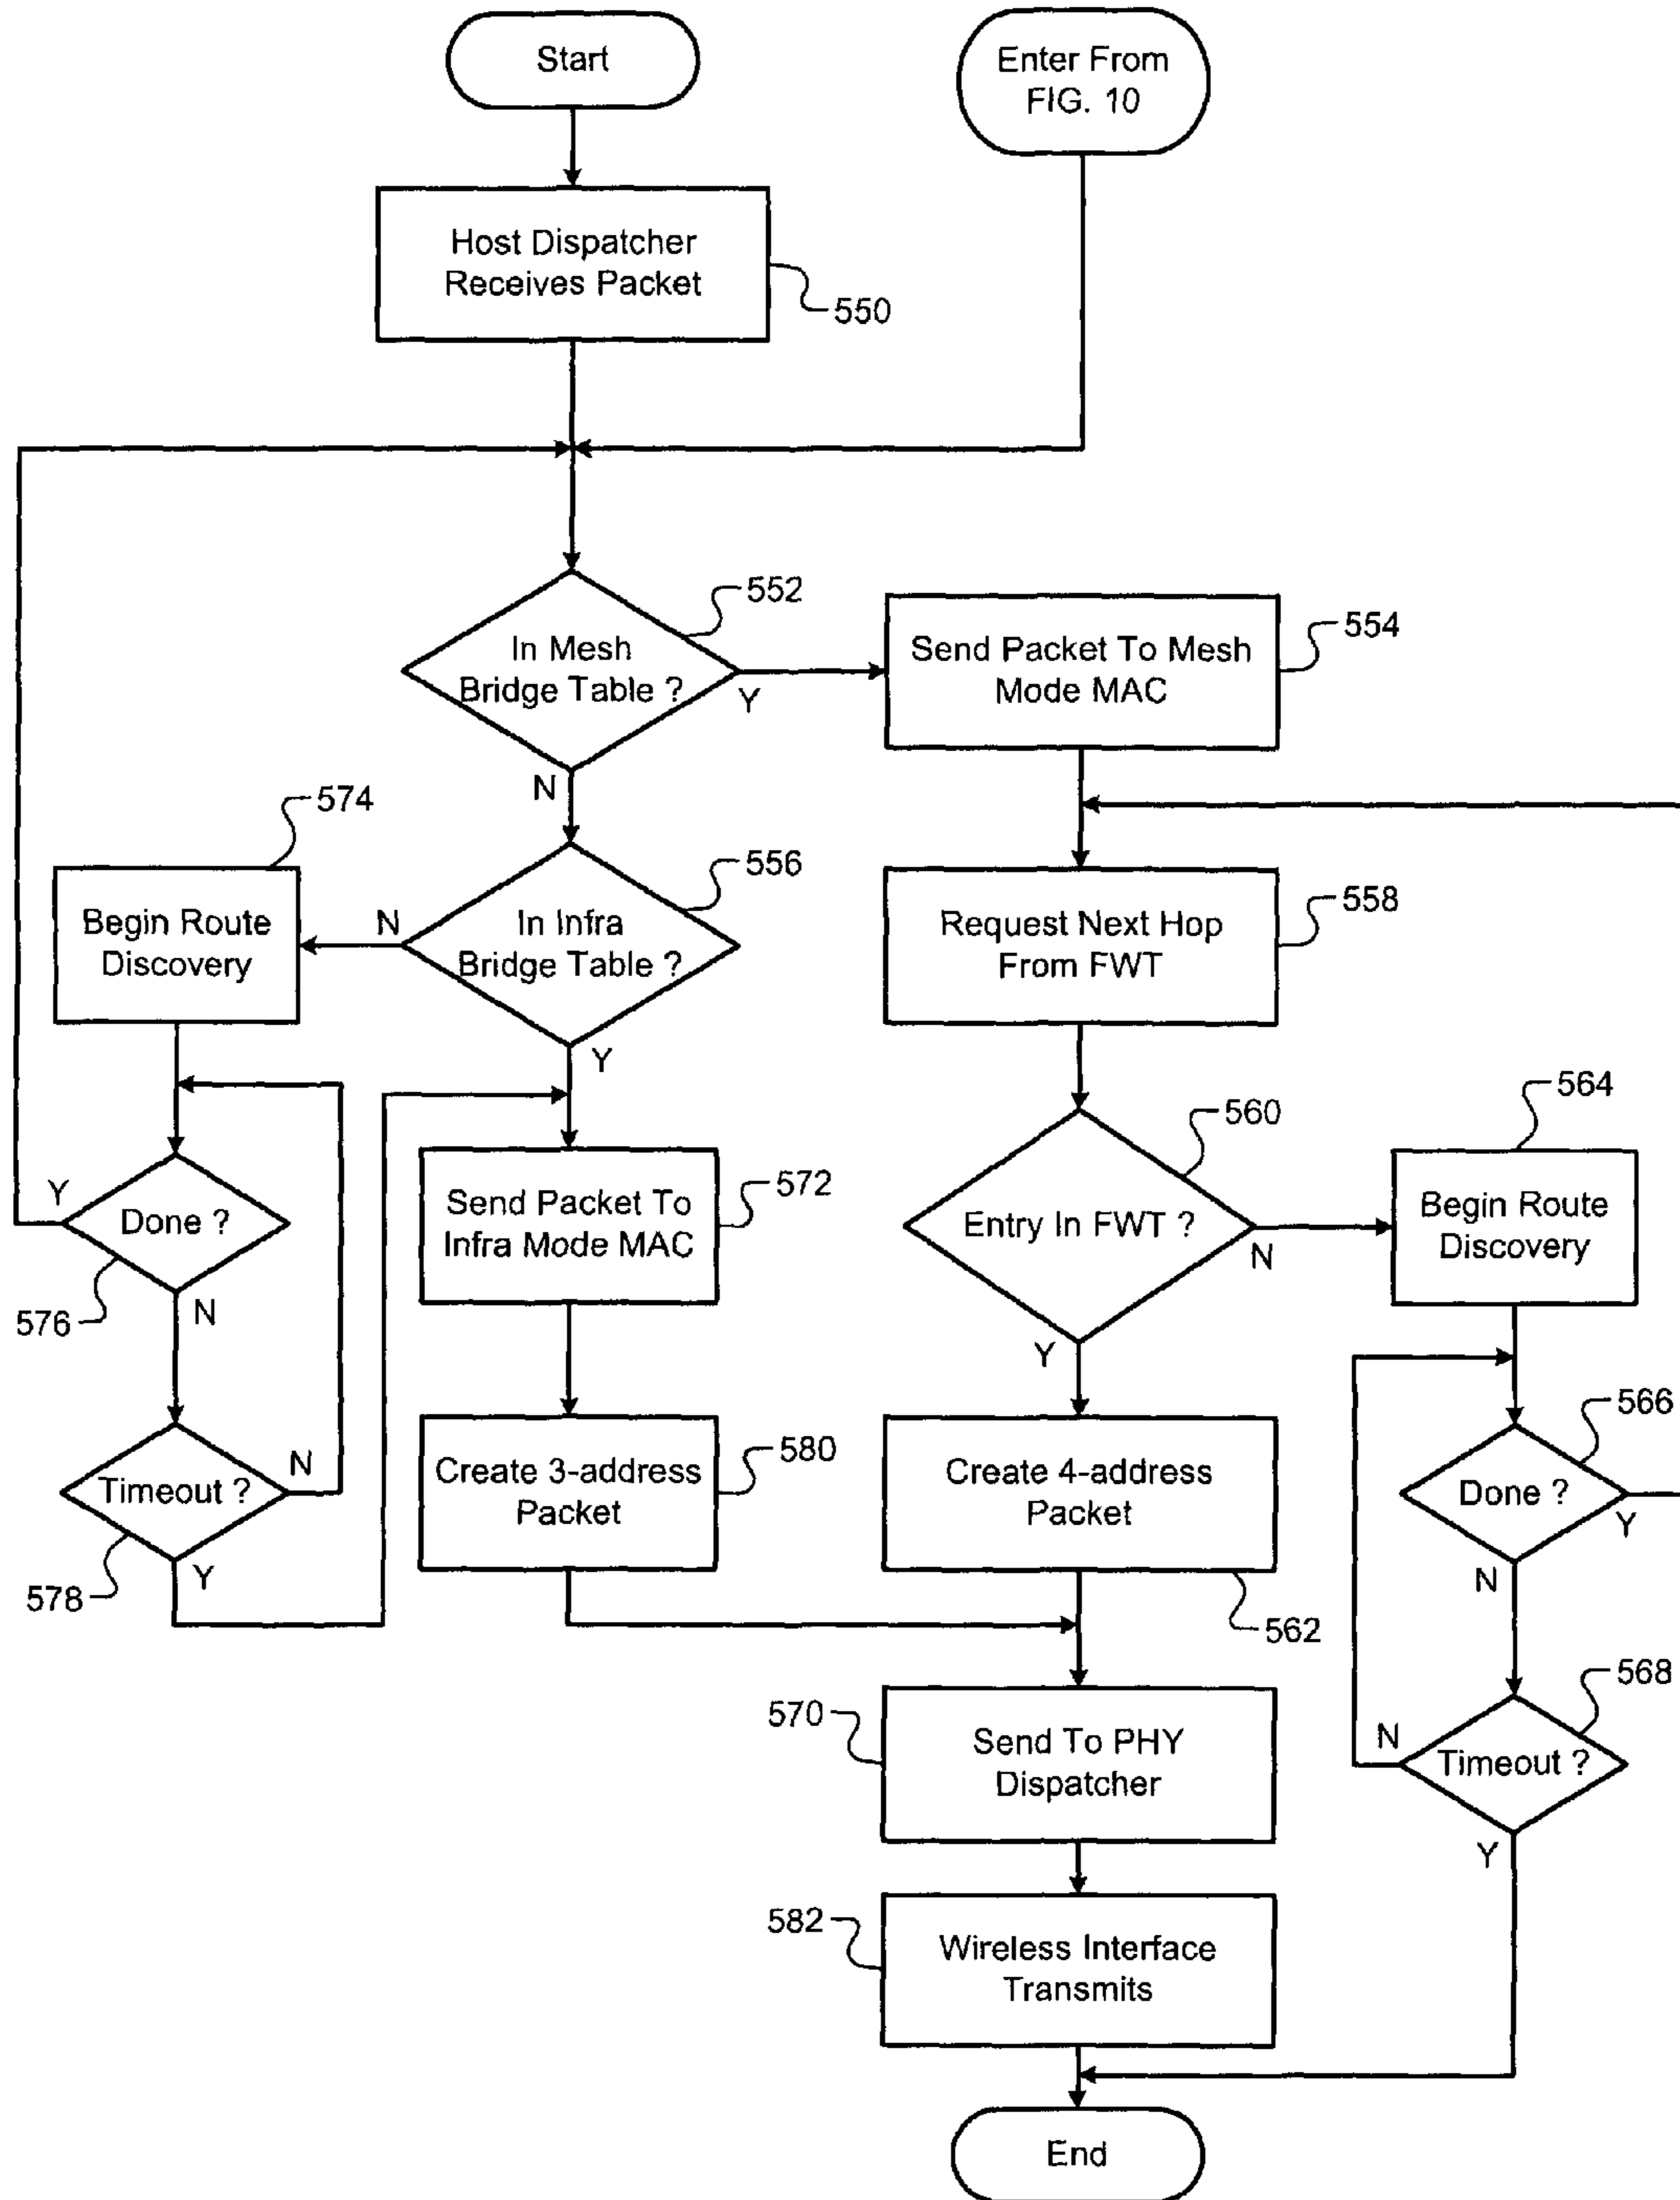 Start
Enter From
FIG. 10
Host Dispatcher
Receives Packet
550
552
In Mesh
Bridge Table ?
Y
N
Send Packet To Mesh
Mode MAC
554
574
Begin Route
Discovery
N
556
In Infra
Bridge Table ?
Y
Request Next Hop
From FWT
558
Y
Done ?
576
N
Send Packet To
Infra Mode MAC
572
560
Entry In FWT ?
N
Y
564
Begin Route
Discovery
Timeout ?
N
578
Y
Create 3-address
Packet
580
Create 4-address
Packet
562
566
Done ?
Y
N
570
Send To PHY
Dispatcher
568
N
Timeout ?
Y
582
Wireless Interface
Transmits
End